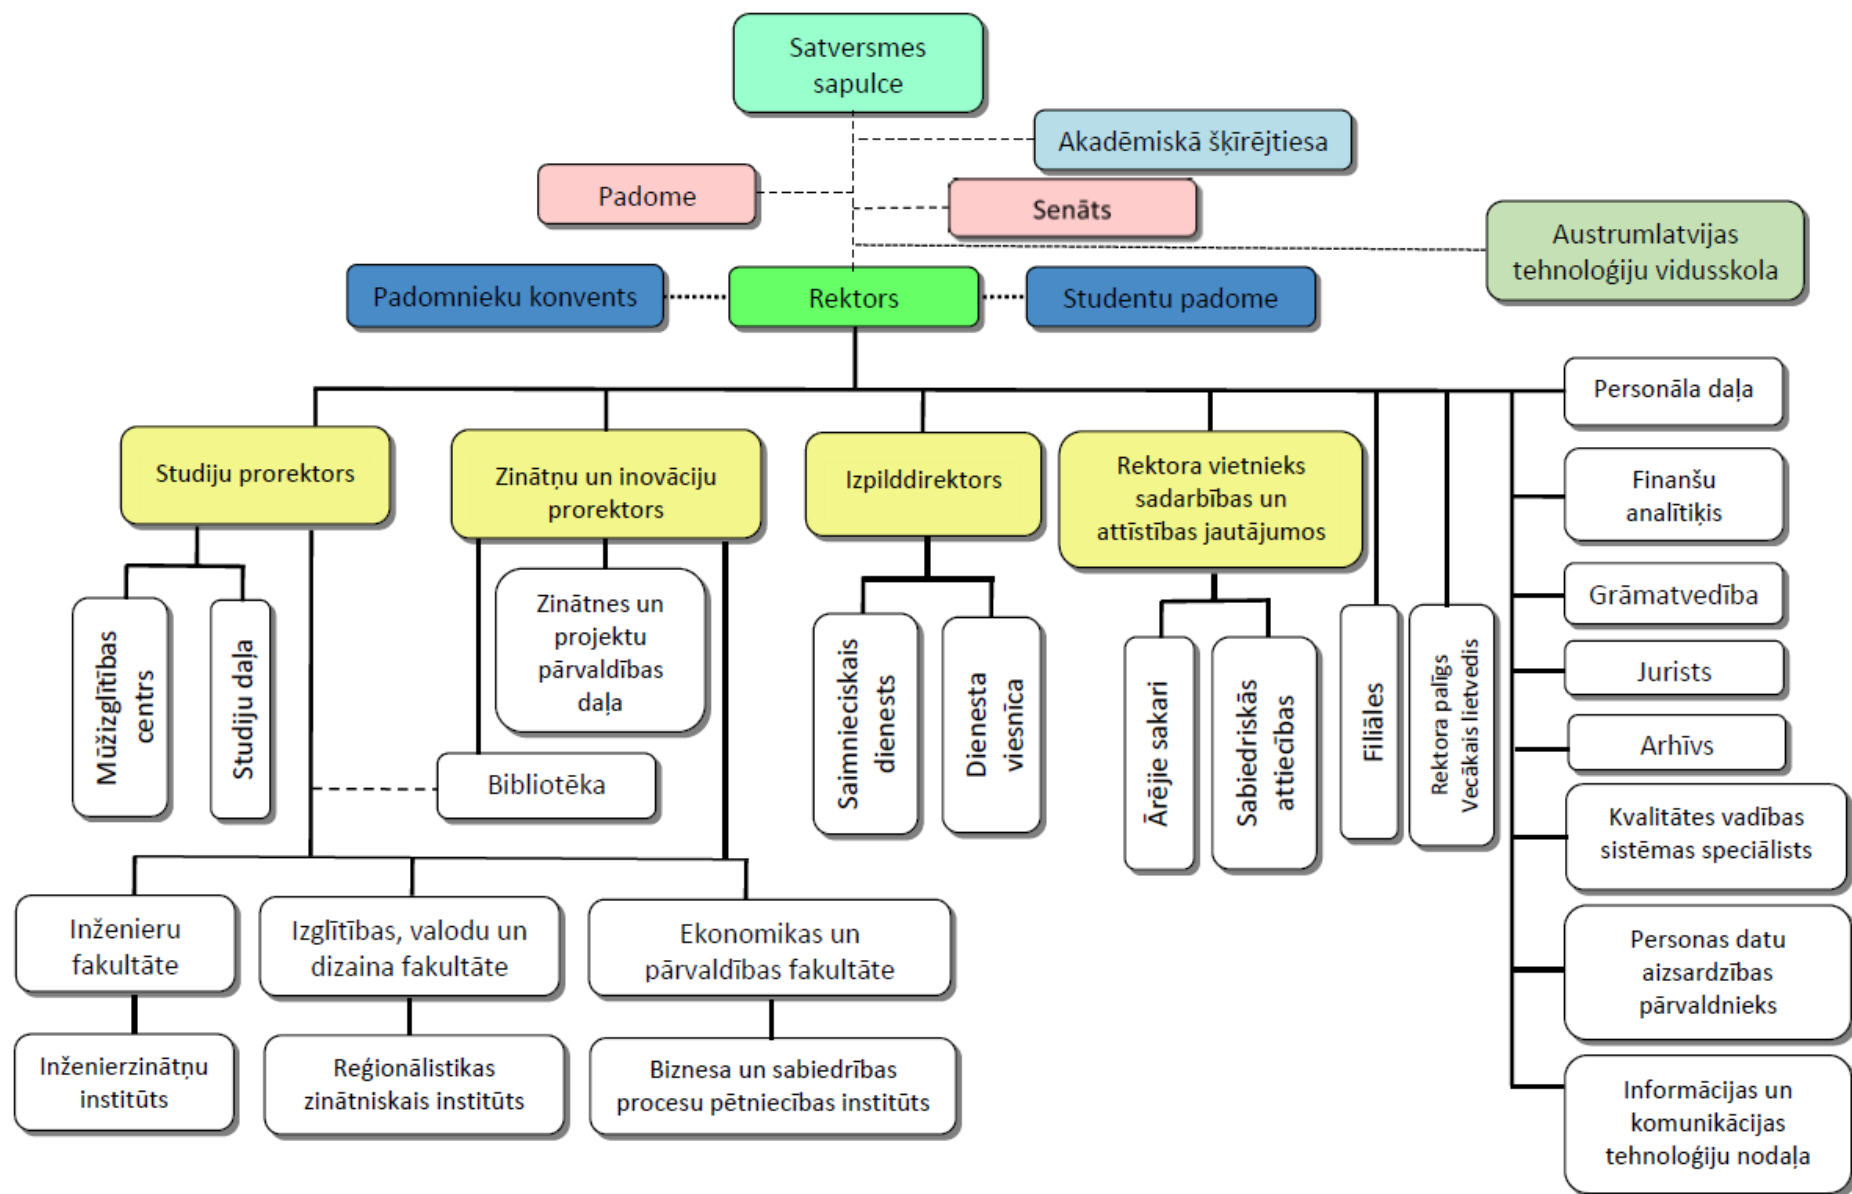 Satversmes
sapulce
Akadēmiskā šķīrējtiesa
Padome
Senāts
Austrumlatvijas
tehnoloģiju vidusskola
Padomnieku konvents
Rektors
Studentu padome
Personāla daļa
Studiju prorektors
Zinātņu un inovāciju
prorektors
Izpilddirektors
Rektora vietnieks
sadarbības un
attīstības jautājumos
Finanšu
analītiķis
Grāmatvedība
Jurists
Arhīvs
Kvalitātes vadības
sistēmas speciālists
Personas datu
aizsardzības
pārvaldnieks
Informācijas un
komunikācijas
tehnoloģiju nodaļa
Mūžizglītības
centrs
Studiju daļa
Zinātnes un
projektu
pārvaldības
daļa
Bibliotēka
Saimnieciskais
dienests
Dienesta
viesnīca
Ārējie sakari
Sabiedriskās
attiecības
Filiāles
Rektora palīgs
Vecākais lietvedis
Inženieru
fakultāte
Izglītības, valodu un
dizaina fakultāte
Ekonomikas un
pārvaldības fakultāte
Inženierzinātņu
institūts
Reģionālistikas
zinātniskais institūts
Biznesa un sabiedrības
procesu pētniecības institūts